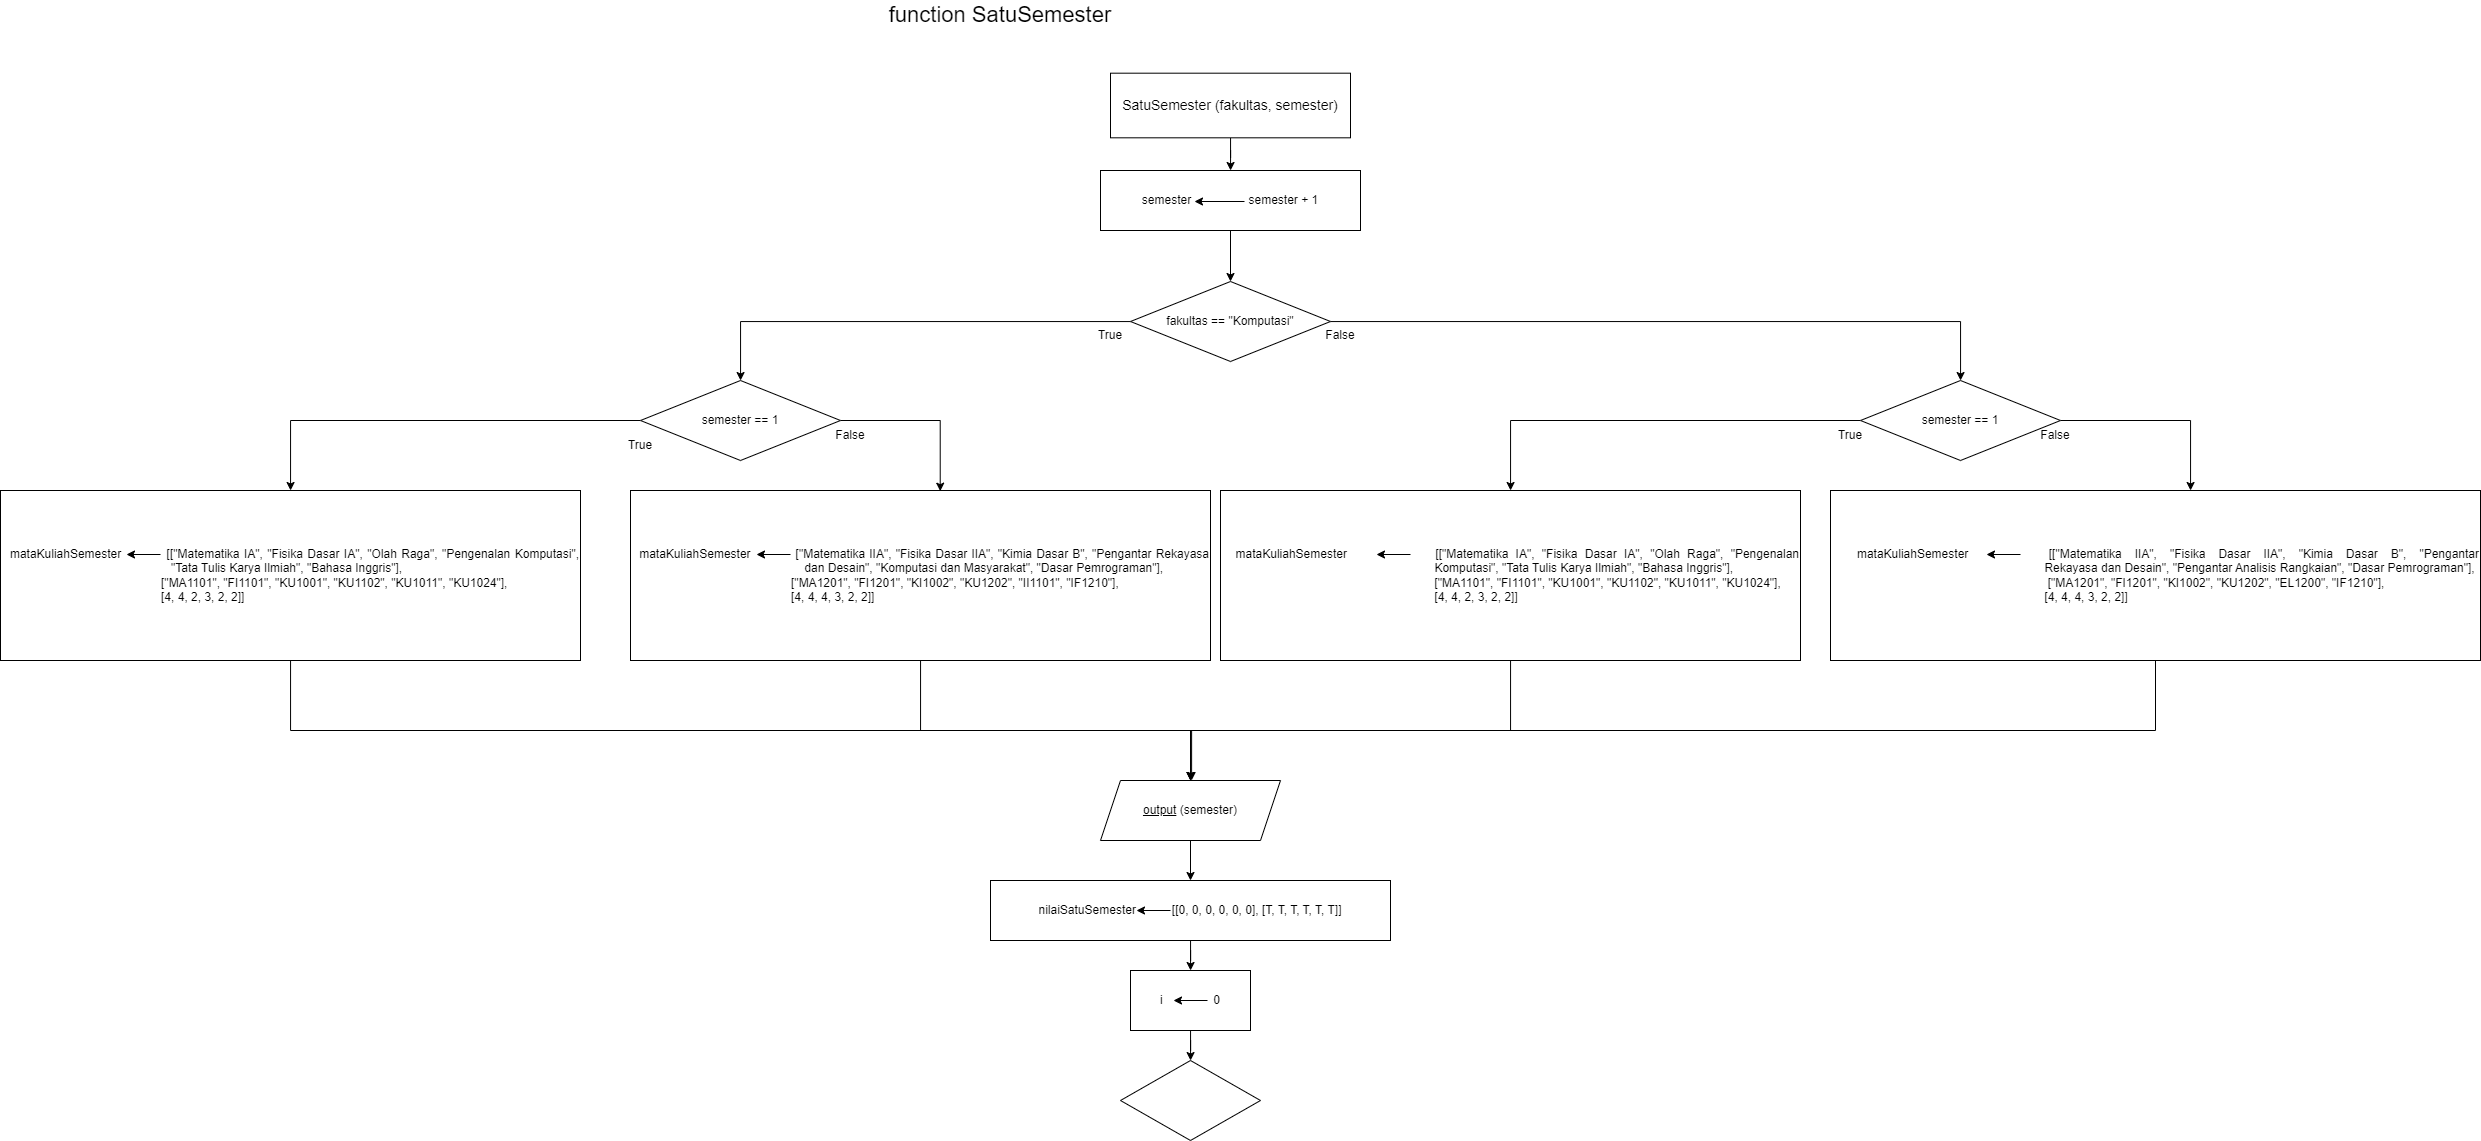 function SatuSemester
SatuSemester (fakultas, semester)
semester semester + 1
fakultas == "Komputasi"
True
False
semester == 1
True
False
semester == 1
True
False
mataKuliahSemester [["Matematika IA", "Fisika Dasar IA", "Olah Raga", "Pengenalan Komputasi",
"Tata Tulis Karya Ilmiah", "Bahasa Inggris"],
["MA1101", "FI1101", "KU1001", "KU1102", "KU1011", "KU1024"],
[4, 4, 2, 3, 2, 2]]
mataKuliahSemester ["Matematika IIA", "Fisika Dasar IIA", "Kimia Dasar B", "Pengantar Rekayasa
dan Desain", "Komputasi dan Masyarakat", "Dasar Pemrograman"],
["MA1201", "FI1201", "KI1002", "KU1202", "II1101", "IF1210"],
[4, 4, 4, 3, 2, 2]]
mataKuliahSemester [["Matematika IA", "Fisika Dasar IA", "Olah Raga", "Pengenalan
Komputasi", "Tata Tulis Karya Ilmiah", "Bahasa Inggris"],
["MA1101", "FI1101", "KU1001", "KU1102", "KU1011", "KU1024"],
[4, 4, 2, 3, 2, 2]]
mataKuliahSemester [["Matematika IIA", "Fisika Dasar IIA", "Kimia Dasar B", "Pengantar
Rekayasa dan Desain", "Pengantar Analisis Rangkaian", "Dasar Pemrograman"],
["MA1201", "FI1201", "KI1002", "KU1202", "EL1200", "IF1210"],
[4, 4, 4, 3, 2, 2]]
output (semester)
nilaiSatuSemester [[0, 0, 0, 0, 0, 0], [T, T, T, T, T, T]]
i 0